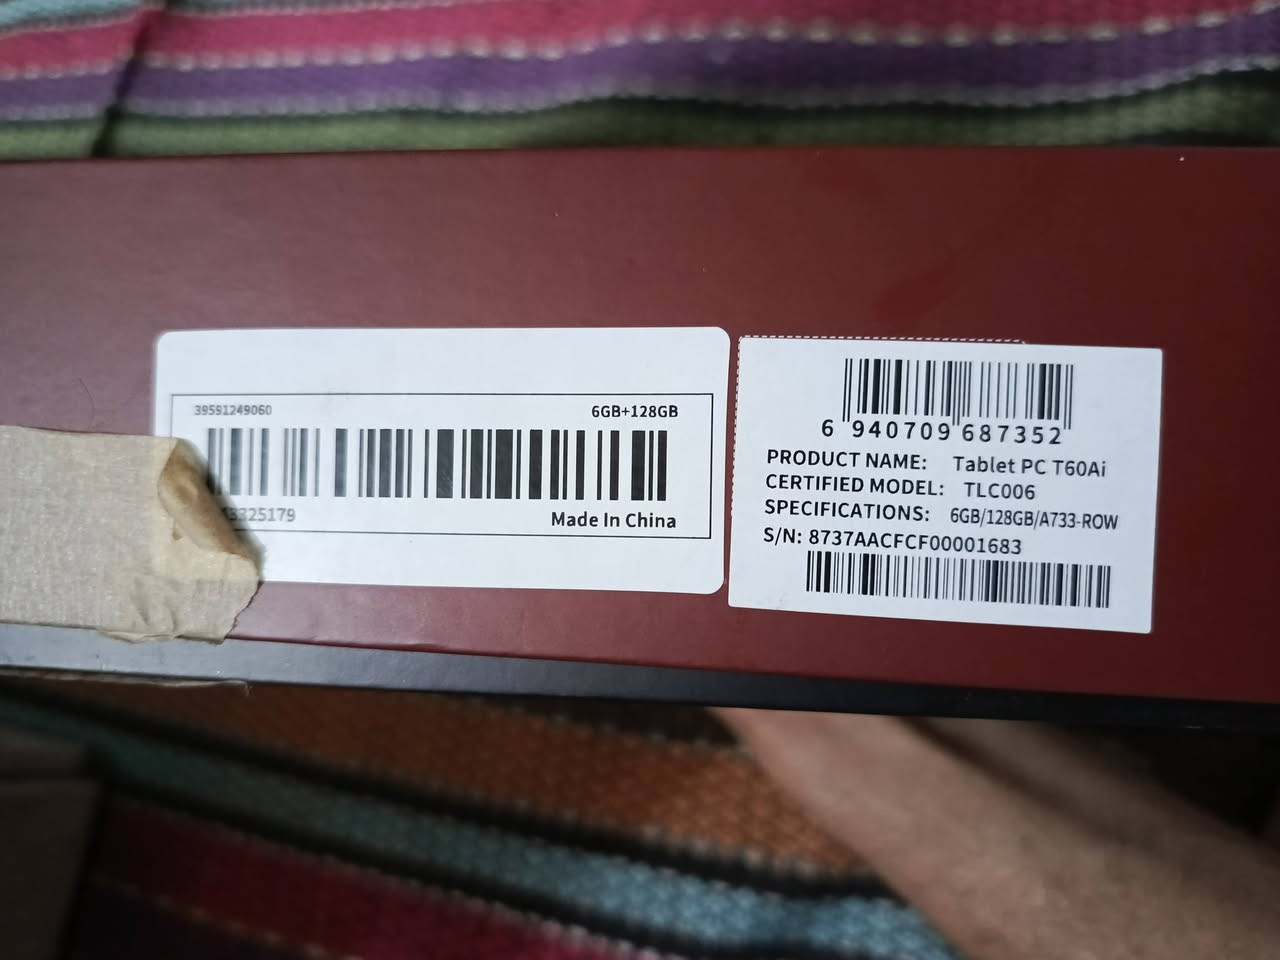 39591249060
6GB+128GB
3325179
Made In China
6 940709 687352
PRODUCT NAME: Tablet PC T60Ai
CERTIFIED MODEL: TLC006
SPECIFICATIONS: 6GB/128GB/A733-ROW
S/N: 8737AACFCF00001683